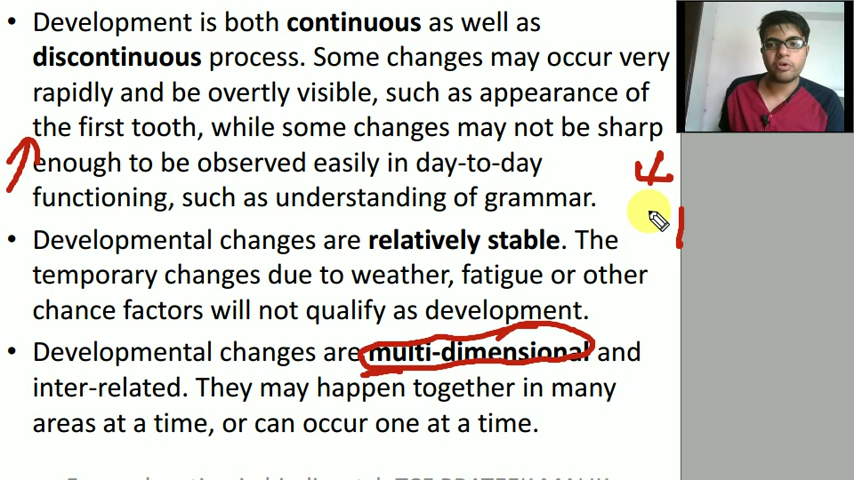 • Development is both continuous as well as
discontinuous process. Some changes may occur very
rapidly and be overtly visible, such as appearance of
the first tooth, while some changes may not be sharp
enough to be observed easily in day-to-day
functioning, such as understanding of grammar.
• Developmental changes are relatively stable. The
temporary changes due to weather, fatigue or other
chance factors will not qualify as development.
• Developmental changes are multi-dimensional and
inter-related. They may happen together in many
areas at a time, or can occur one at a time.